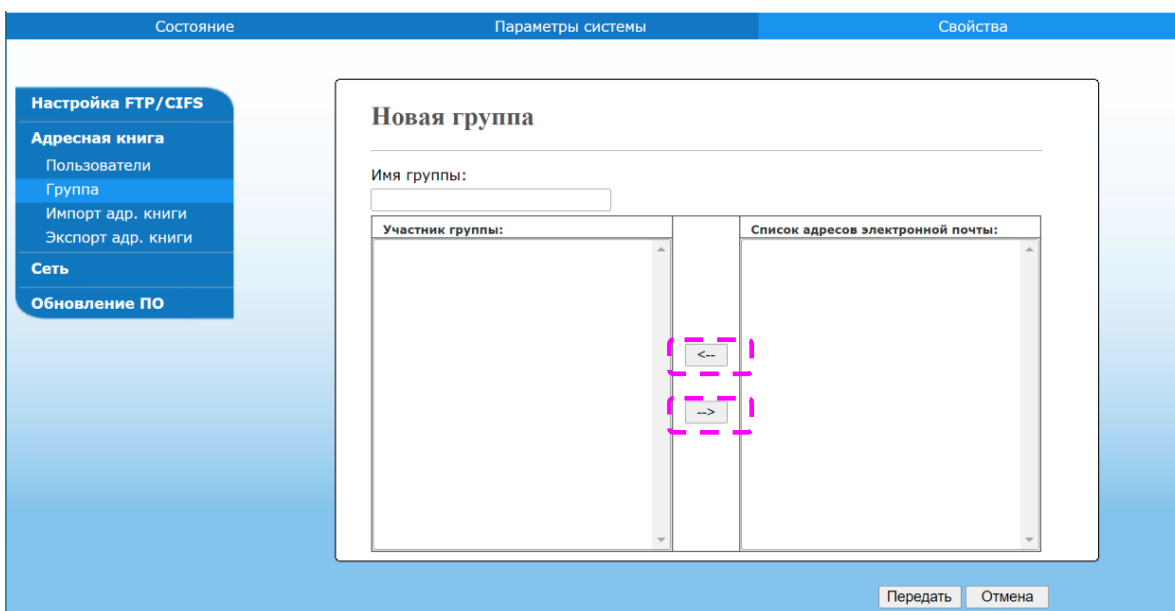 Состояние
Параметры системы
Свойства
Настройка FTP/CIFS
Адресная книга
Пользователи
Группа
Импорт адр. книги
Экспорт адр. книги
Сеть
Обновление ПО
Новая группа
Имя группы:
Участник группы:
Список адресов электронной почты:
<--
-->
Передать
Отмена